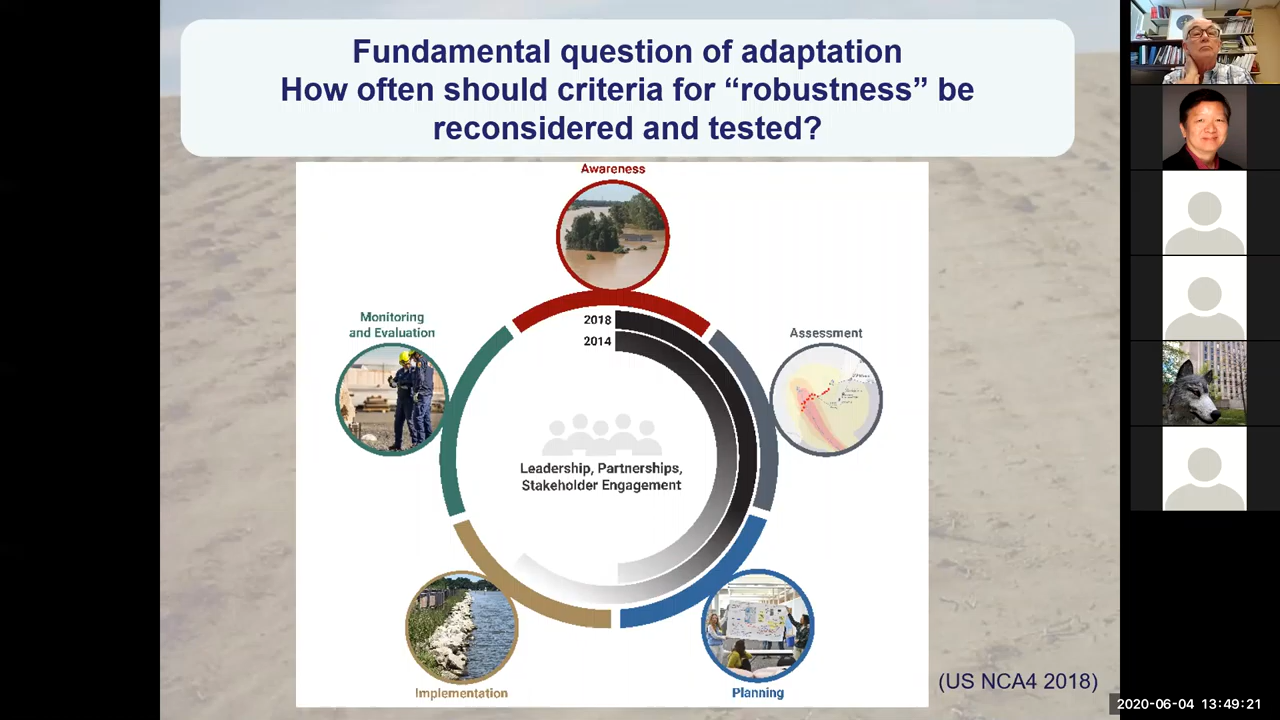 Fundamental question of adaptation
How often should criteria for “robustness” be
reconsidered and tested?
Awareness
2018
2014
Monitoring
and Evaluation
Assessment
Leadership, Partnerships,
Stakeholder Engagement
Implementation
Planning
(US NCA4 2018)
2020-06-04 13:49:21